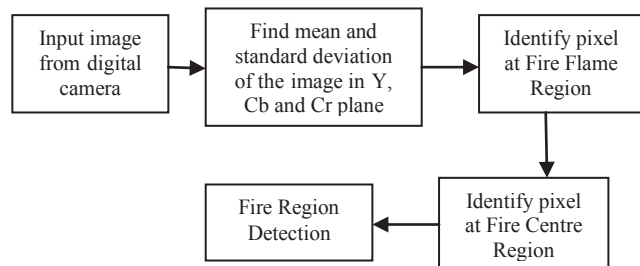 Input image
from digital
camera
Find mean and
standard deviation
of the image in Y,
Cb and Cr plane
Identify pixel
at Fire Flame
Region
Identify pixel
at Fire Centre
Region
Fire Region
Detection